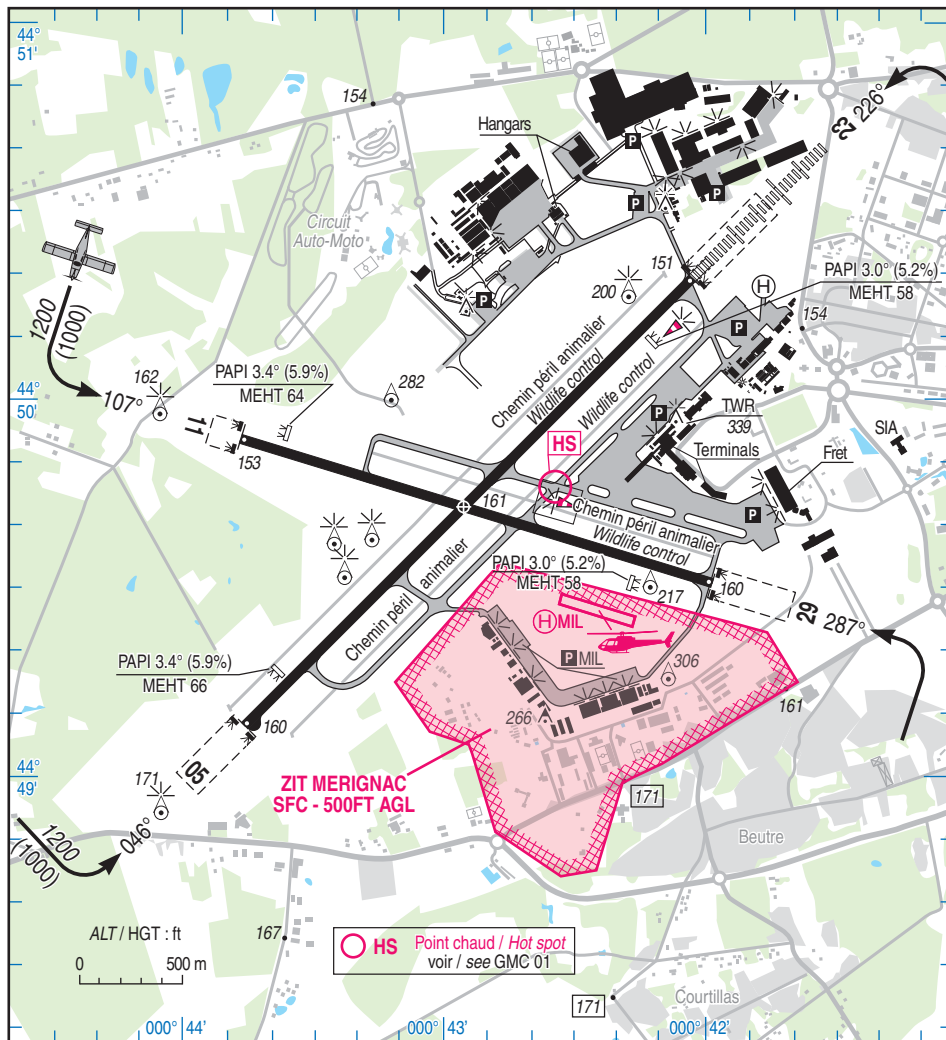 44°
51'
154
Hangars
P
P
P
23
226°
Circuit
Auto-Moto
151
PAPI 3.0° (5.2%)
MEHT 58
200
H
154
P
P
1200
(1000)
Chemin péril animalier
Wildlife control
Wildlife control
44°
50'
162
107°
PAPI 3.4° (5.9%)
MEHT 64
282
11
153
P
TWR
339
Terminals
SIA
Fret
HS
161
P
Chemin péril animalier
Wildlife control
PAPI 3.0° (5.2%)
MEHT 58
217
160
29
287°
Chemin péril
animalier
H MIL
P MIL
306
PAPI 3.4° (5.9%)
MEHT 66
266
161
160
05
44°
49'
171
ZIT MERIGNAC
SFC - 500FT AGL
171
1200
(1000)
046°
Beutre
ALT / HGT : ft
0
500 m
167
HS Point chaud / Hot spot
voir / see GMC 01
171
Courtillas
000° 44'
000° 43'
000° 42'